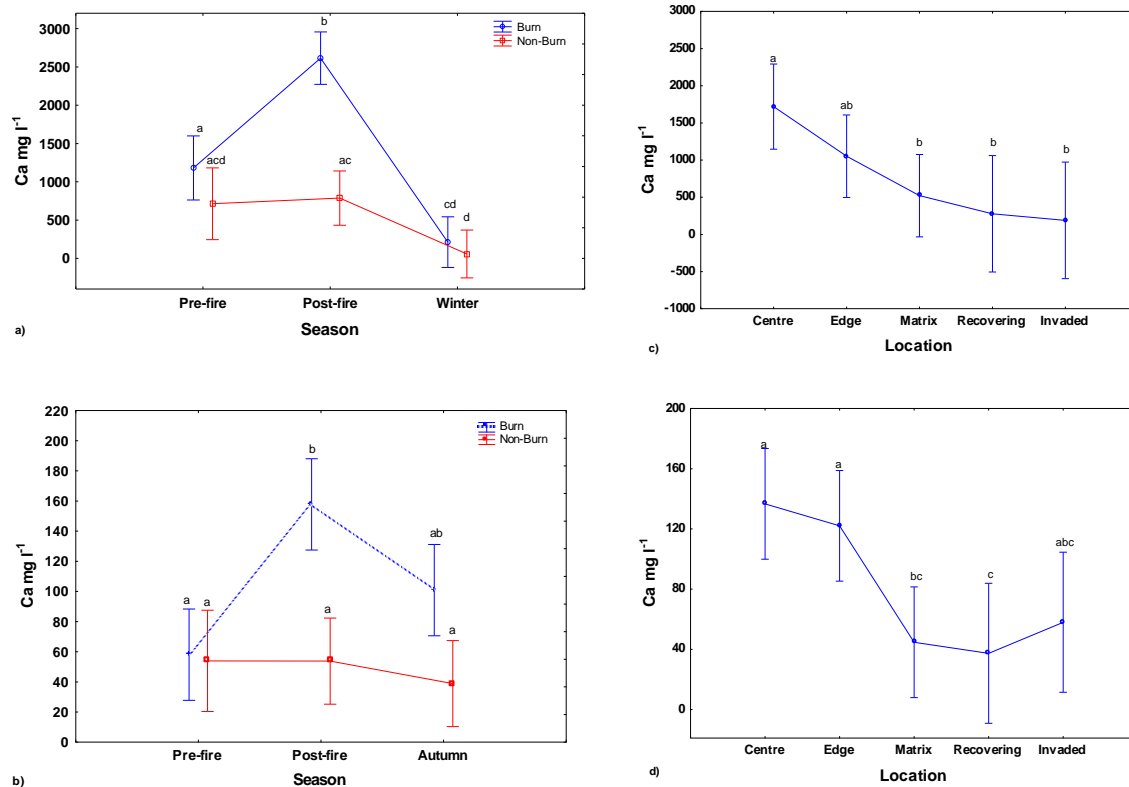 3000
2500
2000
1500
1000
500
0
Ca mg l⁻¹
Burn
Non-Burn
a
acd
b
ac
cd
d
Pre-fire Post-fire Winter
Season
a)
3000
2500
2000
1500
1000
500
0
-500
-1000
Ca mg l⁻¹
a
ab
b
b
b
Centre Edge Matrix Recovering Invaded
Location
c)
220
200
180
160
140
120
100
80
60
40
20
0
Ca mg l⁻¹
Burn
Non-Burn
a
a
b
a
ab
a
Pre-fire Post-fire Autumn
Season
b)
200
160
120
80
40
0
Ca mg l⁻¹
a
a
bc
c
abc
Centre Edge Matrix Recovering Invaded
Location
d)